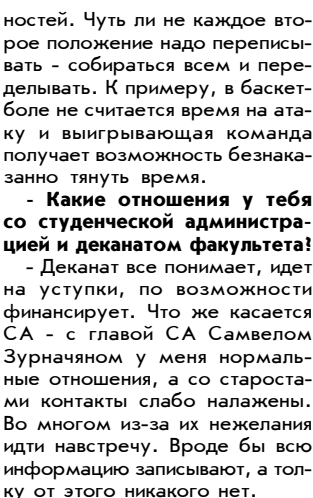 ностей. Чуть ли не каждое вто-
рое положение надо переписы-
вать - собираться всем и пере-
делывать. К примеру, в баскет-
боле не считается время на ата-
ку и выигрывающая команда
получает возможность безнака-
занно тянуть время.
- Какие отношения у тебя
со студенческой администра-
цией и деканатом факультета?
- Деканат все понимает, идет
на уступки, по возможности
финансирует. Что же касается
СА - с главой СА Самвелом
Зурначяном у меня нормаль-
ные отношения, а со староста-
ми контакты слабо налажены.
Во многом из-за их нежелания
идти навстречу. Вроде бы всю
информацию записывают, а тол-
ку от этого никакого нет.